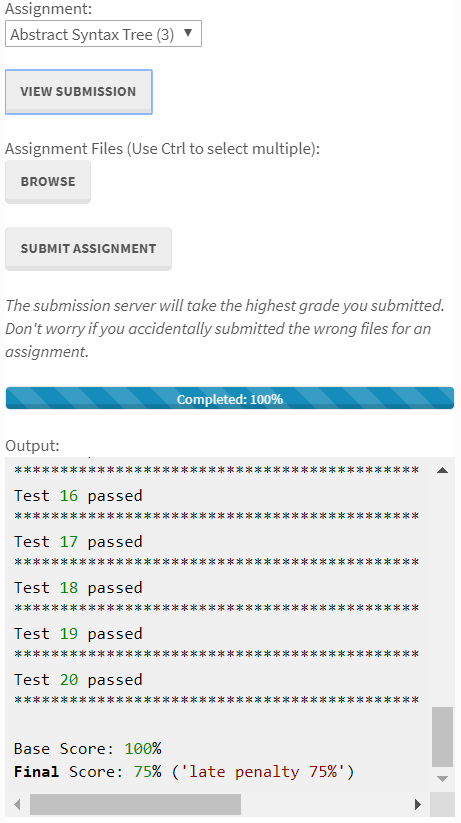 Assignment:
Abstract Syntax Tree (3)
VIEW SUBMISSION
Assignment Files (Use Ctrl to select multiple):
BROWSE
SUBMIT ASSIGNMENT
The submission server will take the highest grade you submitted.
Don't worry if you accidentally submitted the wrong files for an
assignment.
Completed: 100%
Output:
********************************************
Test 16 passed
********************************************
Test 17 passed
********************************************
Test 18 passed
********************************************
Test 19 passed
********************************************
Test 20 passed
********************************************
Base Score: 100%
Final Score: 75% ('late penalty 75%')